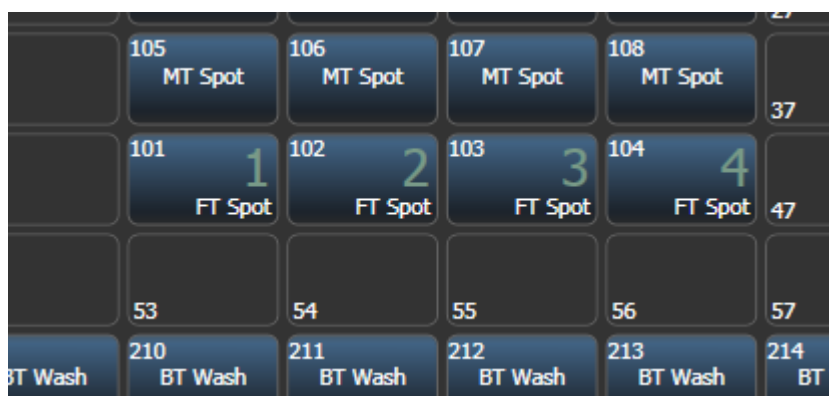 27
105 106 107 108
MT Spot MT Spot MT Spot MT Spot
37
101 1 102 2 103 3 104 4
FT Spot FT Spot FT Spot FT Spot 47
53 54 55 56 57
210 211 212 213 214
BT Wash BT Wash BT Wash BT Wash BT Wash BT